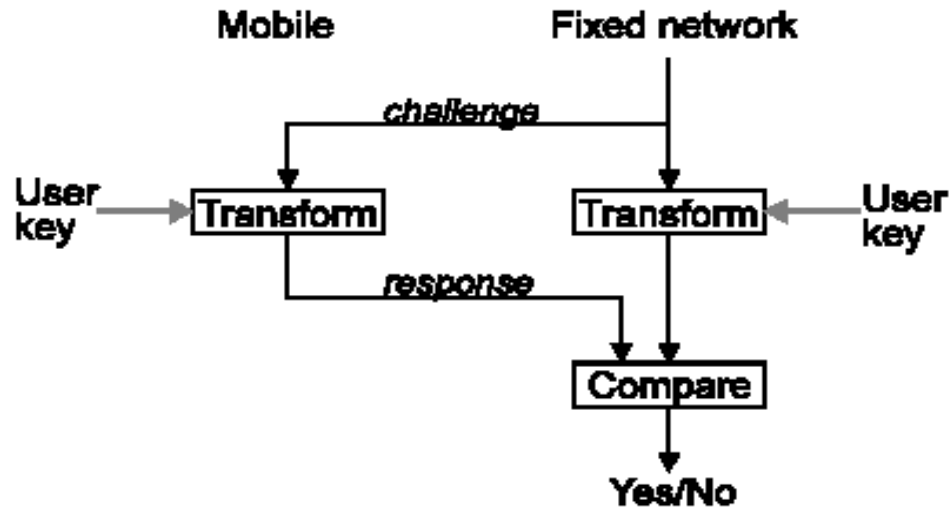 Mobile
Fixed network
challenge
User
key
Transform
Transform
User
key
response
Compare
Yes/No